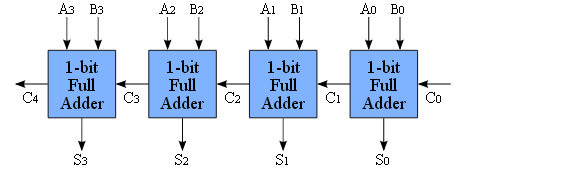 A3 B3 A2 B2 A1 B1 A0 B0
1-bit Full Adder
1-bit Full Adder
1-bit Full Adder
1-bit Full Adder
C4 C3 C2 C1 C0
S3 S2 S1 S0